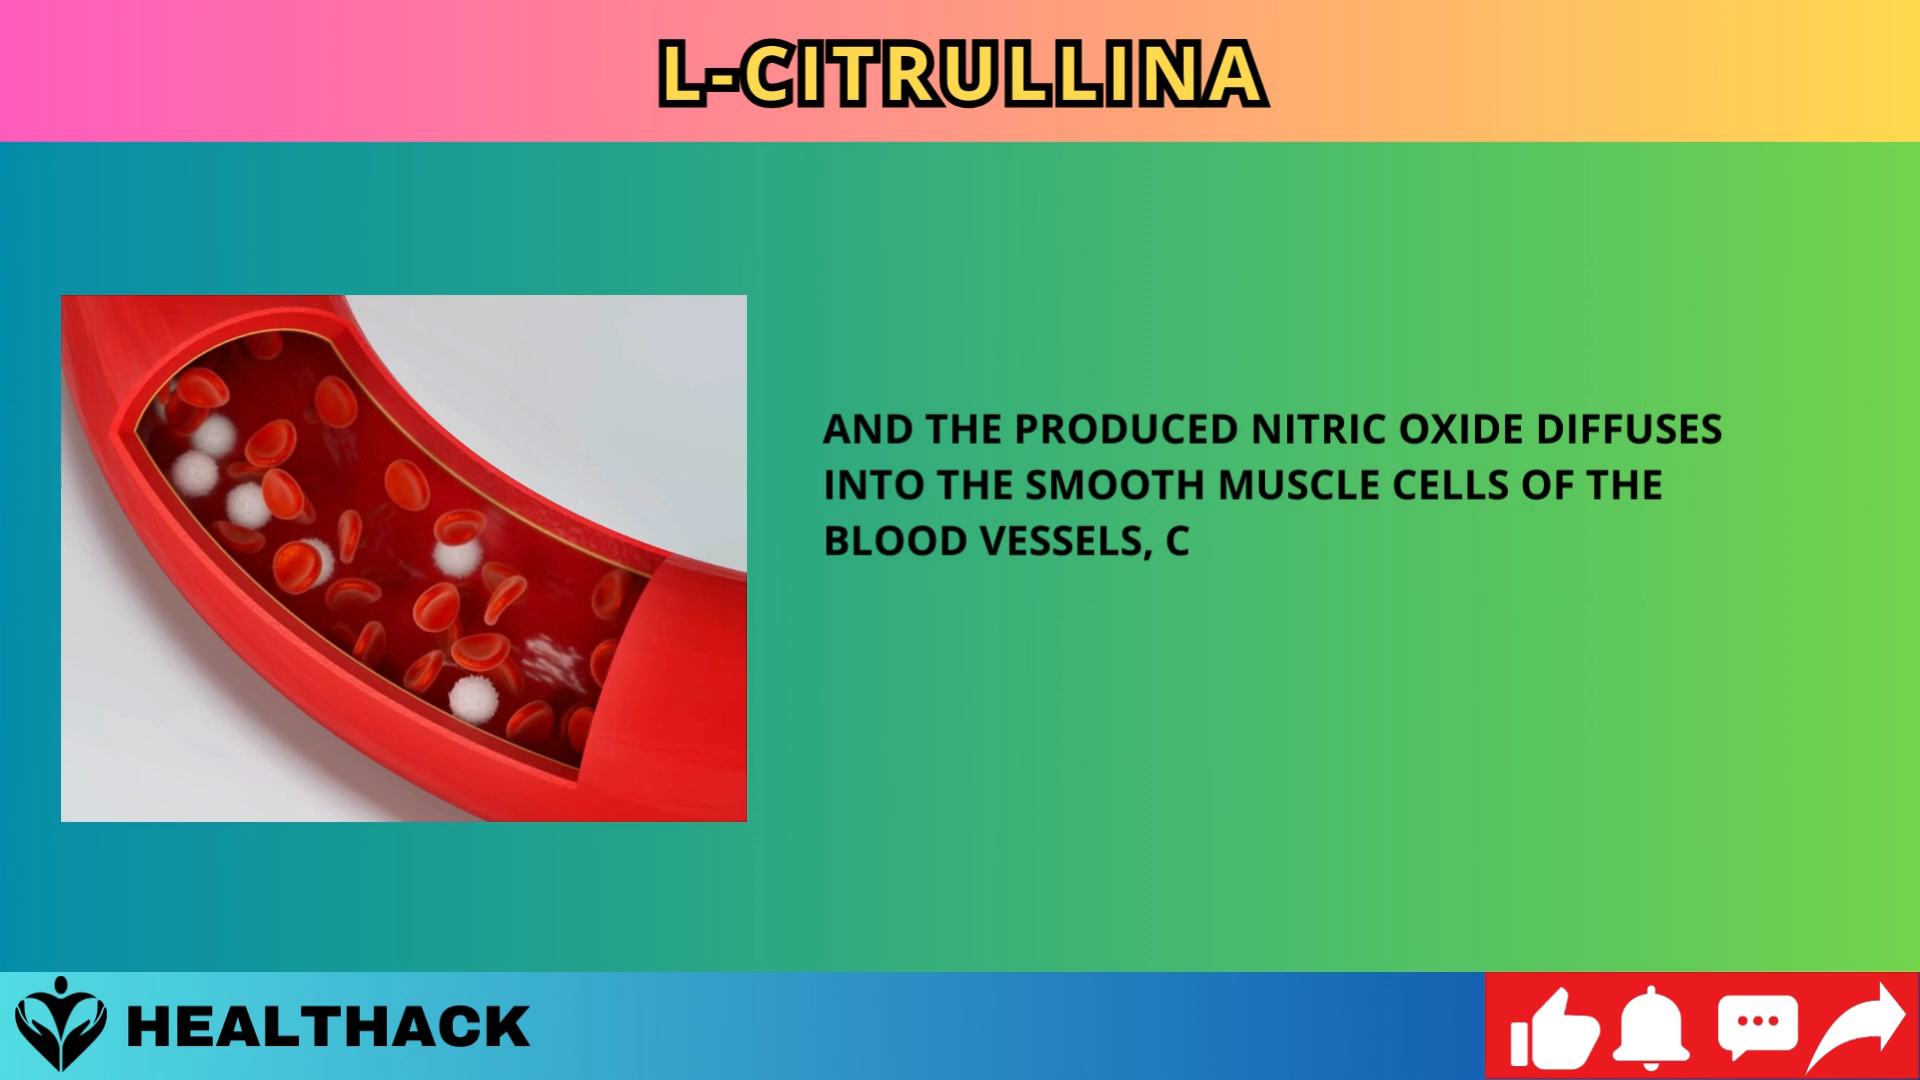 L-CITRULLINA
AND THE PRODUCED NITRIC OXIDE DIFFUSES
INTO THE SMOOTH MUSCLE CELLS OF THE
BLOOD VESSELS, C
HEALTHACK